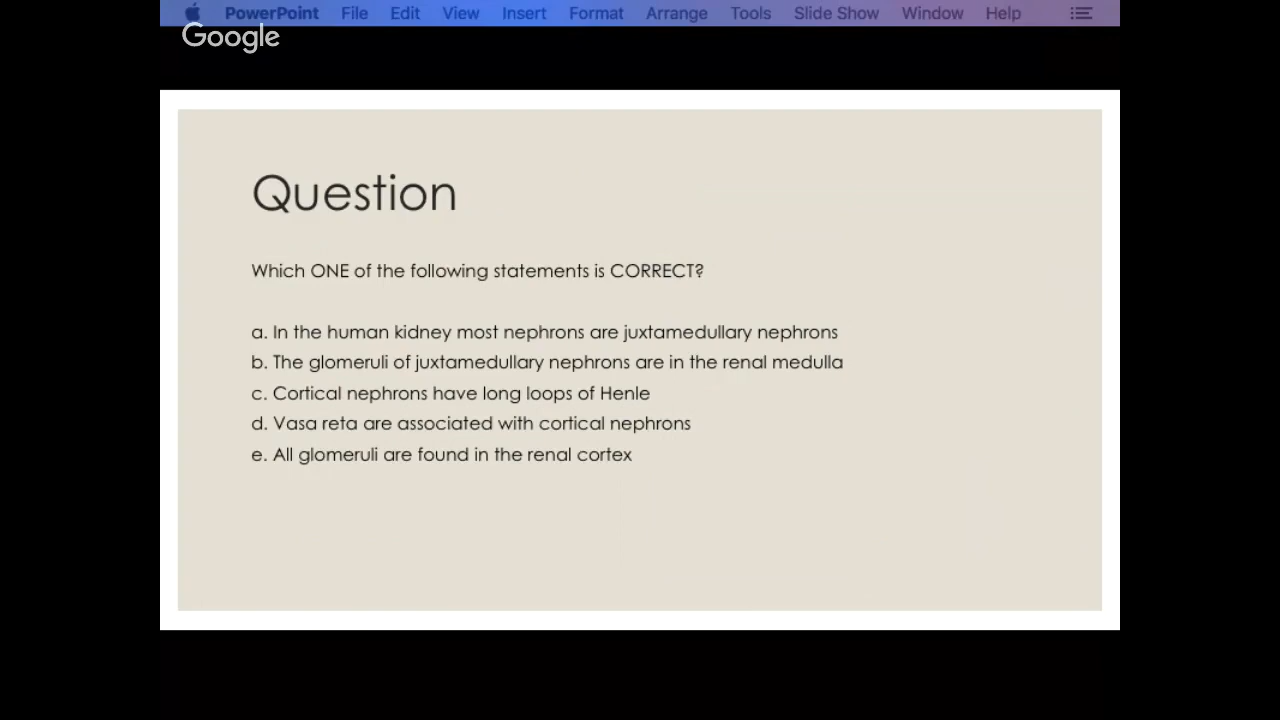 PowerPoint File Edit View Insert Format Arrange Tools Slide Show Window Help
Google
Question
Which ONE of the following statements is CORRECT?
a. In the human kidney most nephrons are juxtamedullary nephrons
b. The glomeruli of juxtamedullary nephrons are in the renal medulla
c. Cortical nephrons have long loops of Henle
d. Vasa reta are associated with cortical nephrons
e. All glomeruli are found in the renal cortex